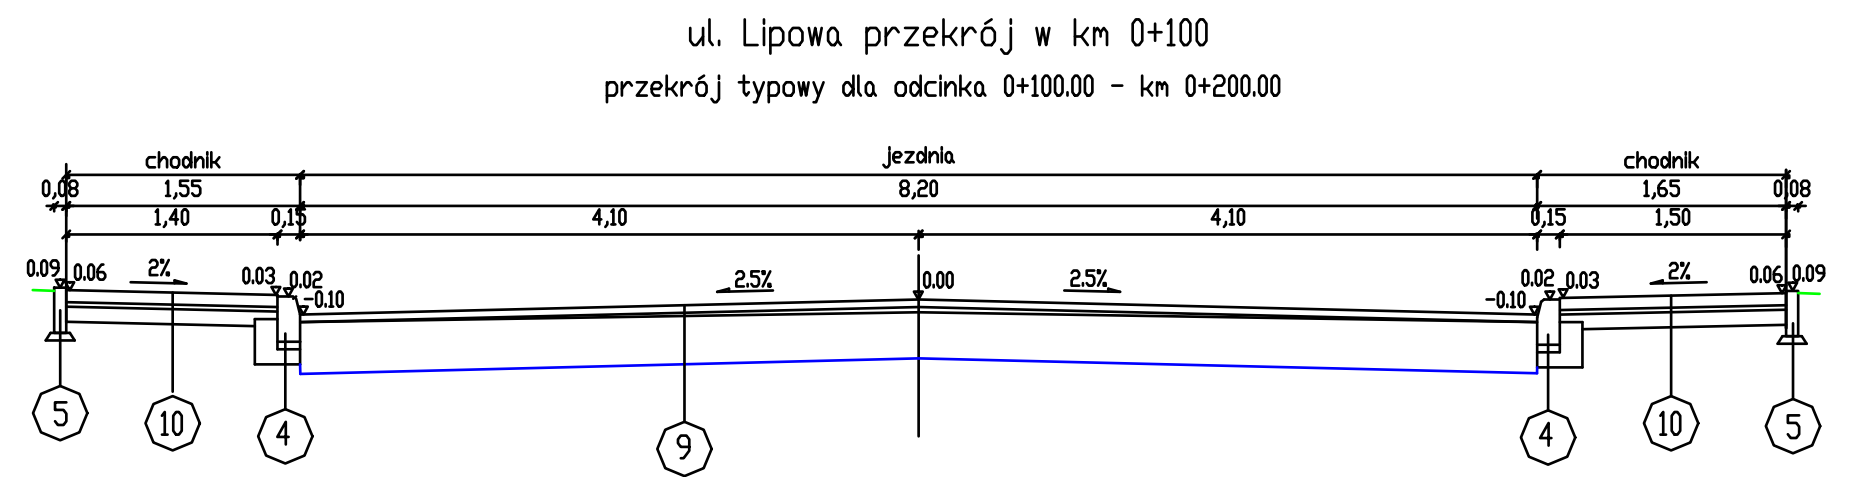 ul. Lipowa przekrój w km 0+100
przekrój typowy dla odcinka 0+100.00 - km 0+200.00
chodnik jezdnia chodnik
0,08 1,55 8,20 1,65 0,08
1,40 0,15 4,10 4,10 0,15 1,50
0.09 0.06 2% 0.03 0.02 2.5% 0.00 2.5% 0.02 0.03 2% 0.06 0.09
-0.10 -0.10
5 10 4 9 4 10 5